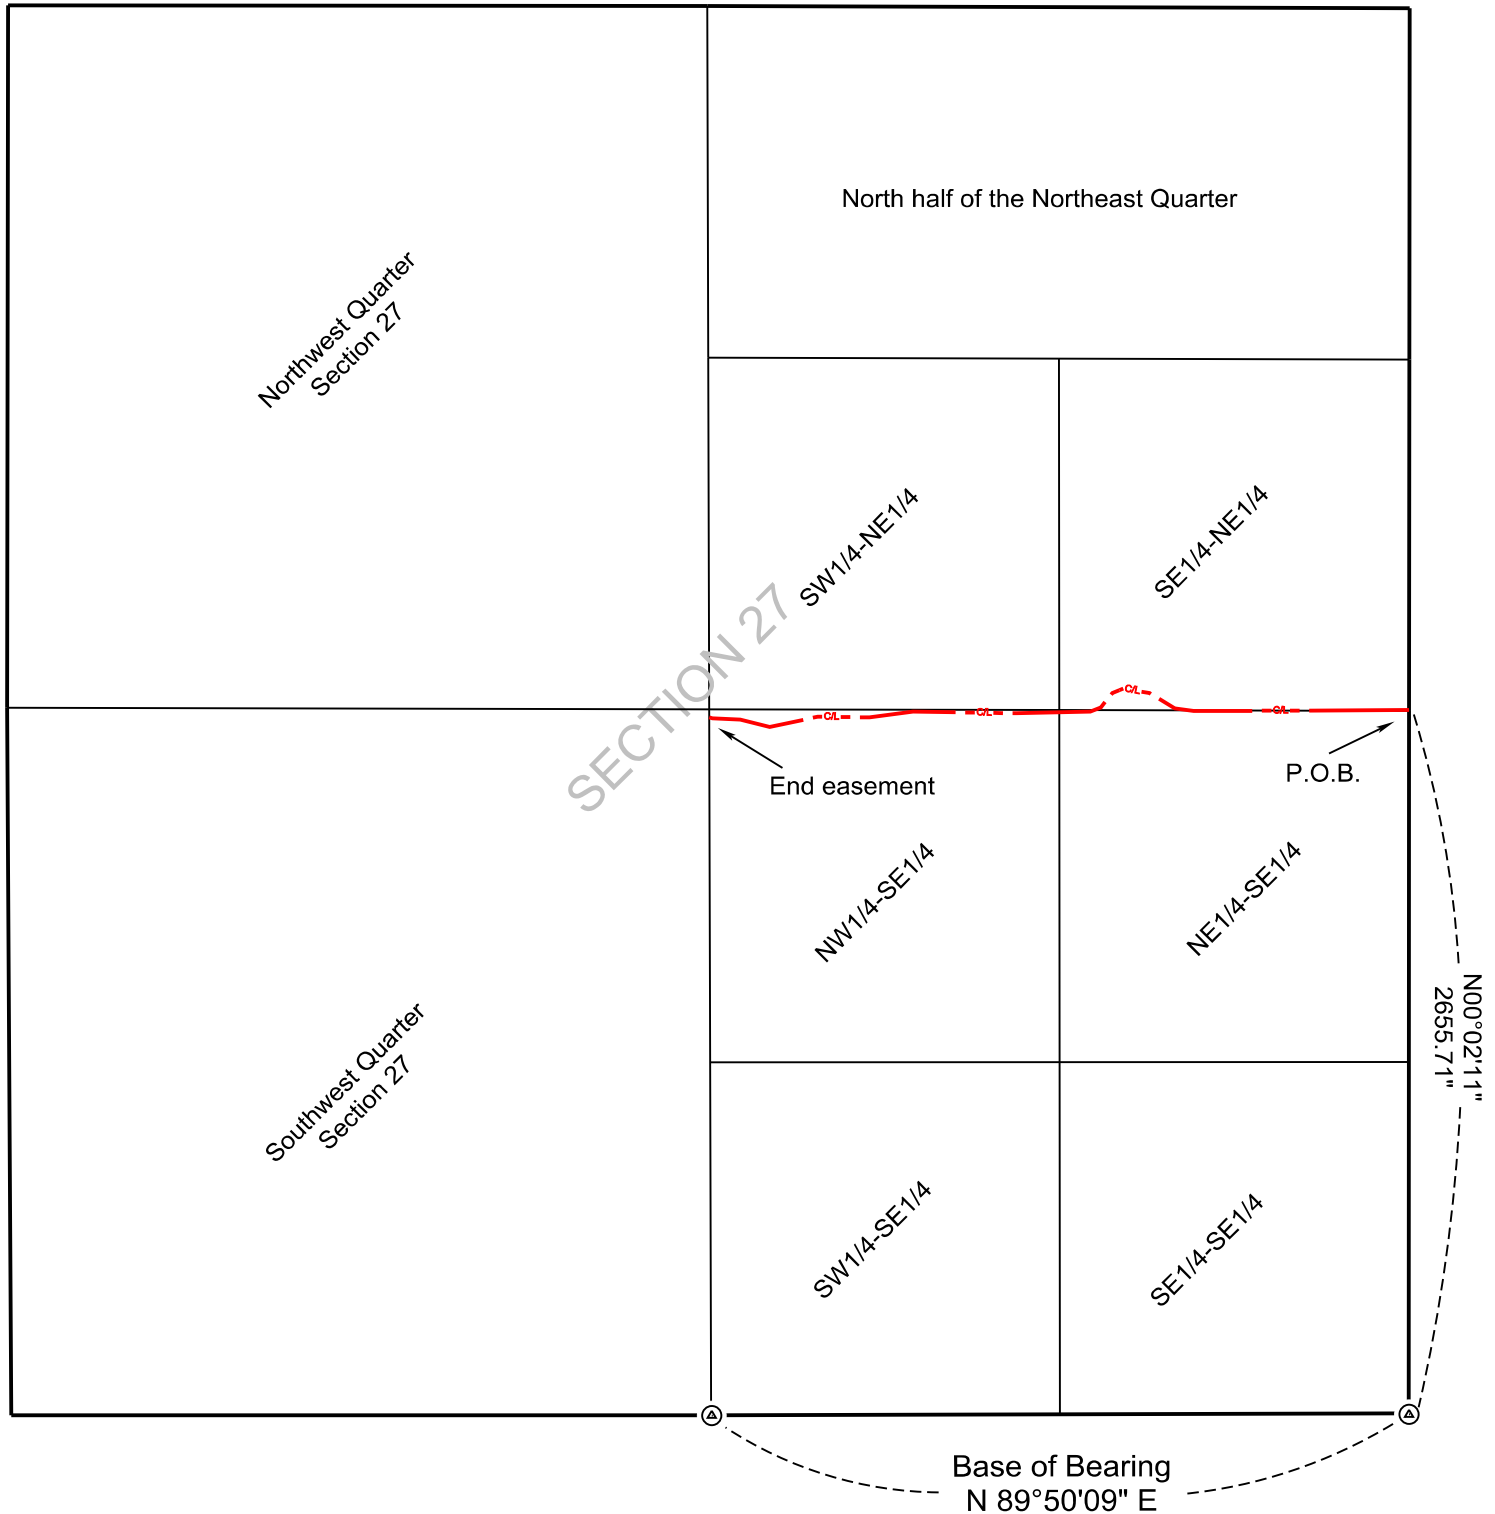 North half of the Northeast Quarter
Northwest Quarter
Section 27
SW1/4-NE1/4
SE1/4-NE1/4
SECTION 27
C/L
C/L
C/L
C/L
End easement
P.O.B.
NW1/4-SE1/4
NE1/4-SE1/4
N00°02'11"
2655.71"
Southwest Quarter
Section 27
SW1/4-SE1/4
SE1/4-SE1/4
Base of Bearing
N 89°50'09" E